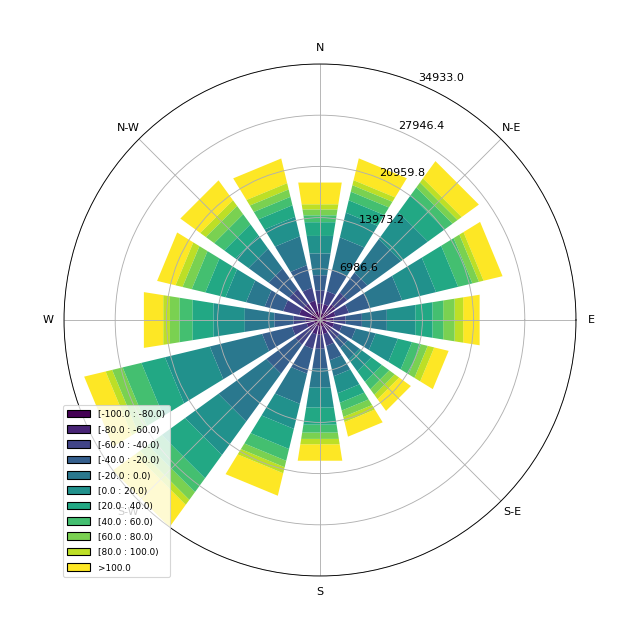 N
34933.0
27946.4
N-W
N-E
20959.8
13973.2
6986.6
W
E
[-100.0 : -80.0)
[-80.0 : -60.0)
[-60.0 : -40.0)
[-40.0 : -20.0)
[-20.0 : 0.0)
[0.0 : 20.0)
[20.0 : 40.0)
[40.0 : 60.0)
[60.0 : 80.0)
[80.0 : 100.0)
>100.0
S-W
S-E
S